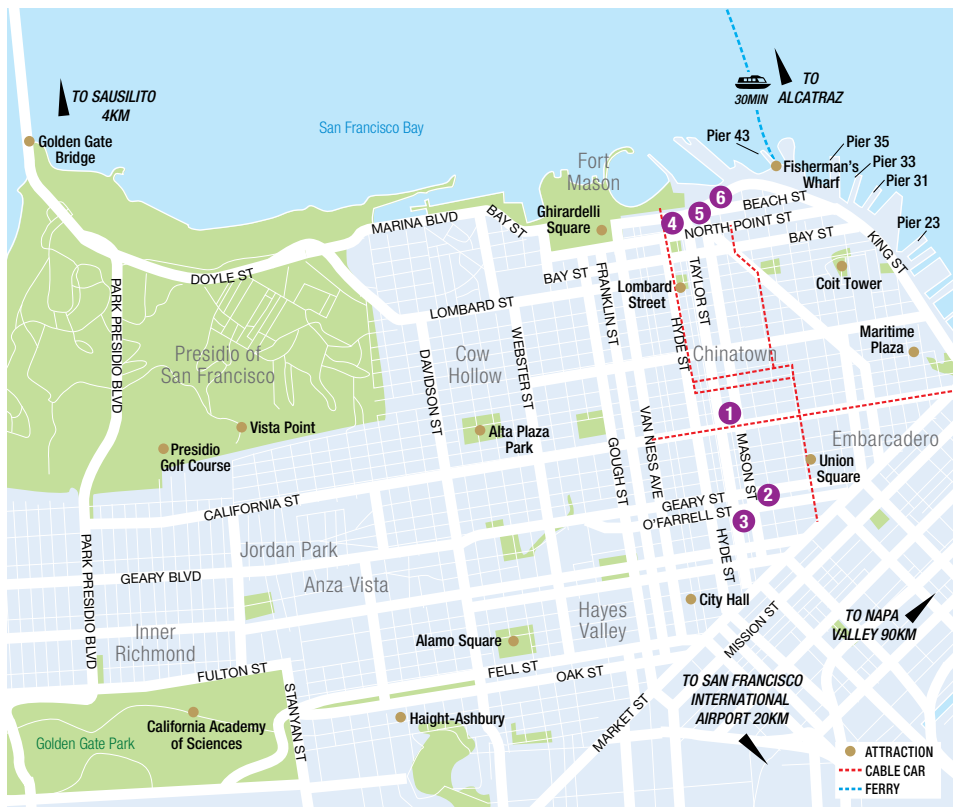 TO SAUSILITO
4KM
Golden Gate
Bridge
San Francisco Bay
30MIN
TO
ALCATRAZ
Pier 43
Pier 35
Pier 33
Pier 31
Pier 23
Fisherman's
Wharf
Fort
Mason
Ghirardelli
Square
MARINA BLVD
BAY ST
6
5
4
BEACH ST
NORTH POINT ST
BAY ST
KING ST
DOYLE ST
BAY ST
LOMBARD ST
Lombard
Street
Coit Tower
PARK PRESIDIO BLVD
FRANKLIN ST
TAYLOR ST
HYDE ST
Presidio of
San Francisco
Cow
Hollow
WEBSTER ST
DAVIDSON ST
Chinatown
Maritime
Plaza
Vista Point
Presidio
Golf Course
Alta Plaza
Park
1
VAN NESS AVE
GOUGH ST
MASON ST
Embarcadero
Union
Square
CALIFORNIA ST
GEARY ST
O'FARRELL ST
2
3
HYDE ST
Jordan Park
GEARY BLVD
Anza Vista
PARK PRESIDIO BLVD
Inner
Richmond
Hayes
Valley
City Hall
MISSION ST
TO NAPA
VALLEY 90KM
Alamo Square
FULTON ST
FELL ST
OAK ST
STANYAN ST
TO SAN FRANCISCO
INTERNATIONAL
AIRPORT 20KM
MARKET ST
California Academy
of Sciences
Golden Gate Park
Haight-Ashbury
ATTRACTION
CABLE CAR
FERRY